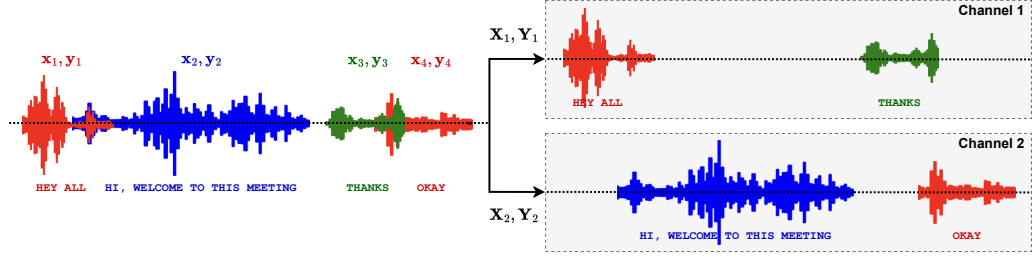 x₁, y₁
x₂, y₂
x₃, y₃
x₄, y₄
HEY ALL
HI, WELCOME TO THIS MEETING
THANKS
OKAY
X₁, Y₁
X₂, Y₂
Channel 1
HEY ALL
THANKS
Channel 2
HI, WELCOME TO THIS MEETING
OKAY